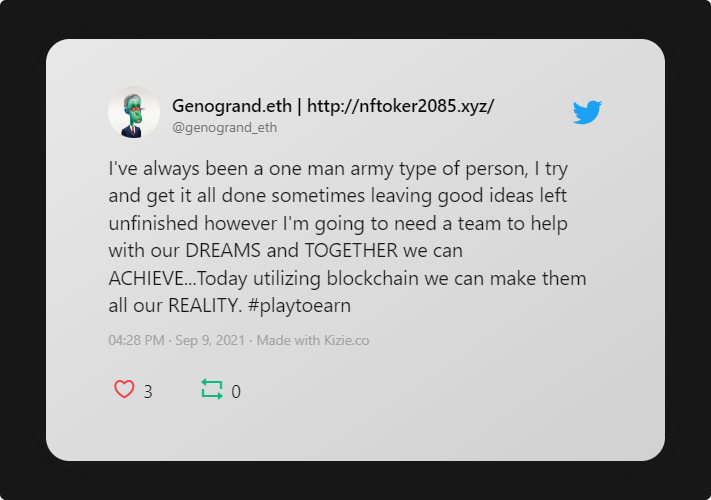 Genogrand.eth | http://nftoker2085.xyz/
@genogrand_eth
I've always been a one man army type of person, I try
and get it all done sometimes leaving good ideas left
unfinished however I'm going to need a team to help
with our DREAMS and TOGETHER we can
ACHIEVE...Today utilizing blockchain we can make them
all our REALITY. #playtoearn
04:28 PM · Sep 9, 2021 · Made with Kizie.co
3 0